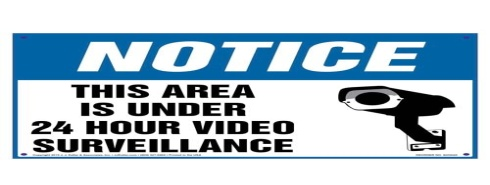 NOTICE
THIS AREA
IS UNDER
24 HOUR VIDEO
SURVEILLANCE